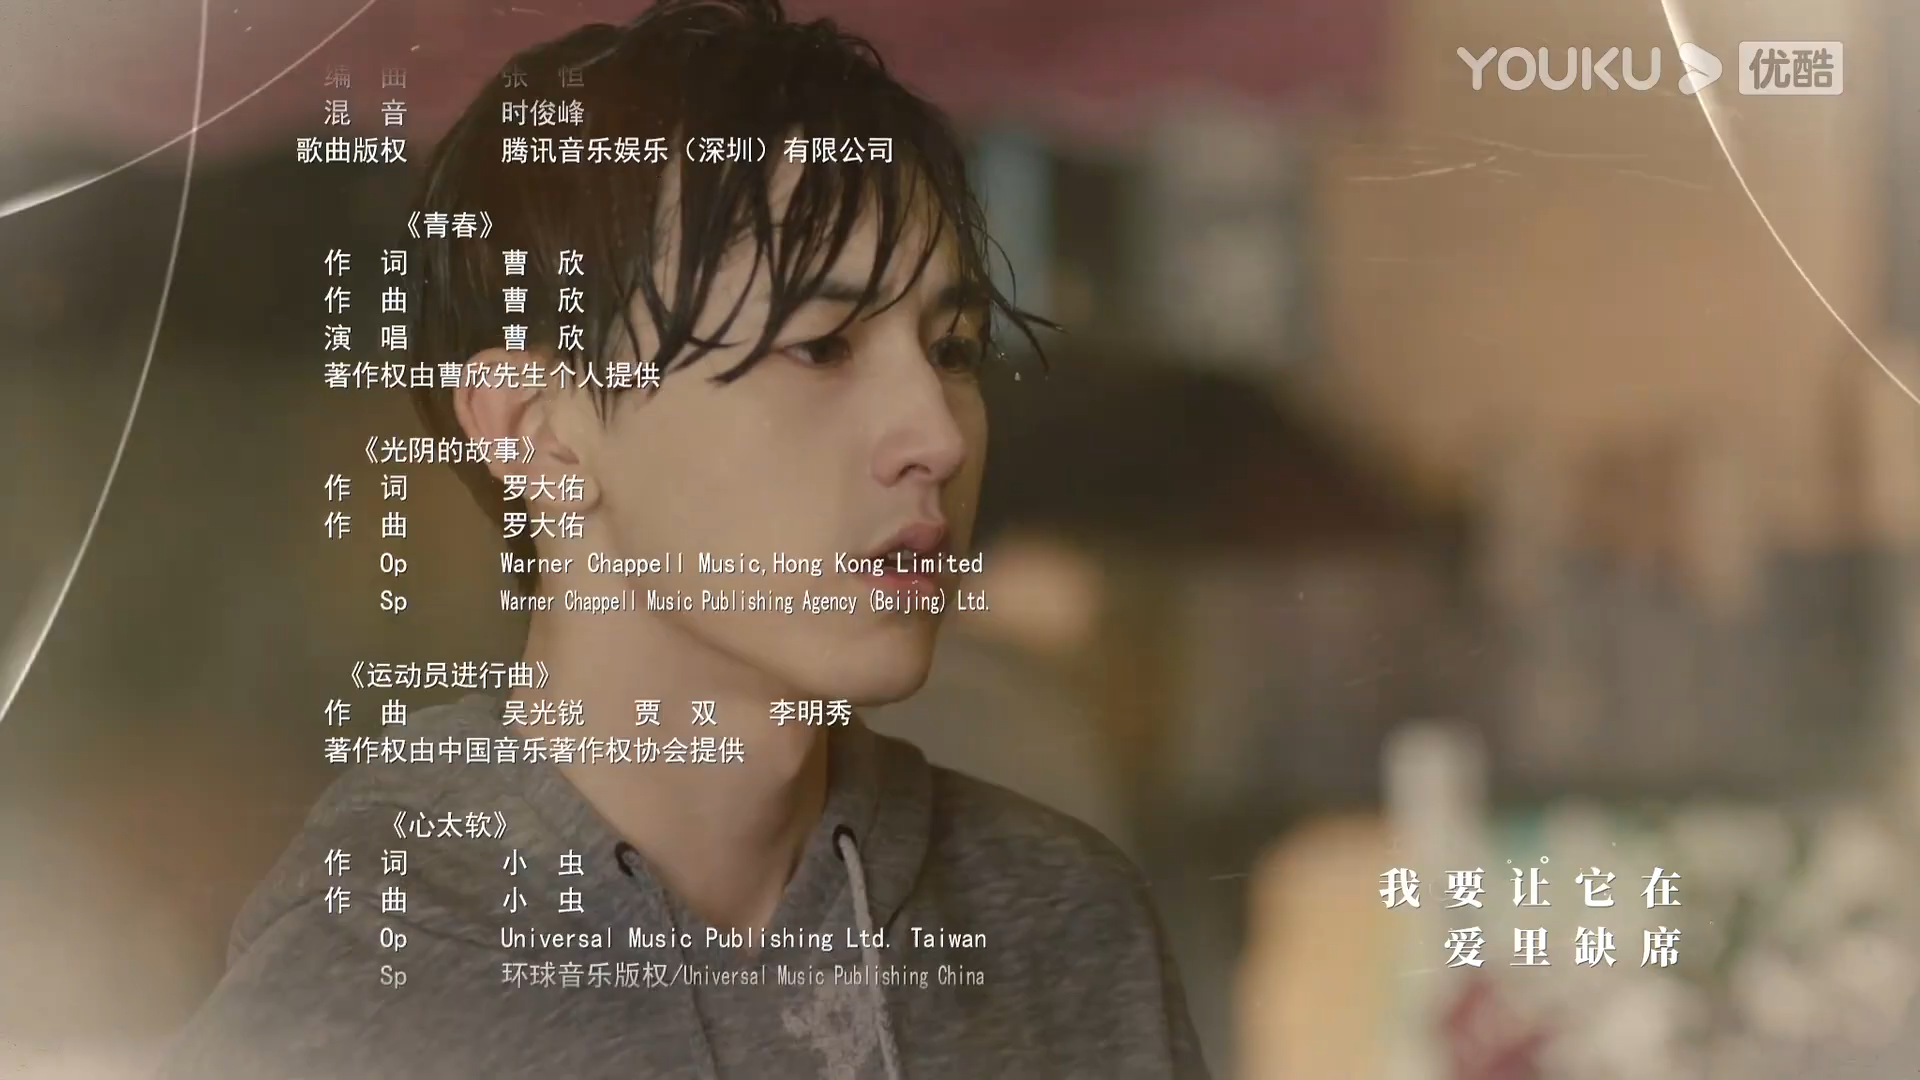 YOUKU 优酷
编 曲 张 恒
混 音 时俊峰
歌曲版权 腾讯音乐娱乐（深圳）有限公司
《青春》
作 词 曹 欣
作 曲 曹 欣
演 唱 曹 欣
著作权由曹欣先生个人提供
《光阴的故事》
作 词 罗大佑
作 曲 罗大佑
Op Warner Chappell Music,Hong Kong Limited
Sp Warner Chappell Music Publishing Agency (Beijing) Ltd.
《运动员进行曲》
作 曲 吴光锐 贾 双 李明秀
著作权由中国音乐著作权协会提供
《心太软》
作 词 小 虫
作 曲 小 虫
Op Universal Music Publishing Ltd. Taiwan
Sp 环球音乐版权/Universal Music Publishing China
我要让它在
爱里缺席